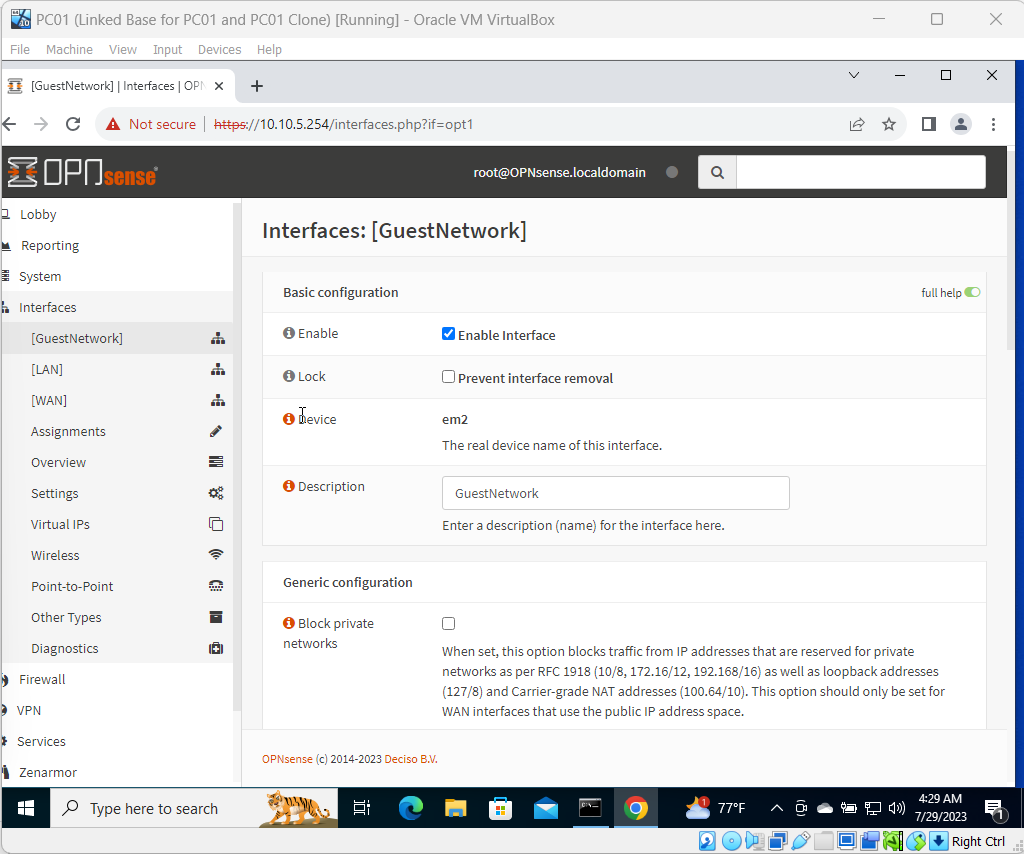 PC01 (Linked Base for PC01 and PC01 Clone) [Running] - Oracle VM VirtualBox
File Machine View Input Devices Help
[GuestNetwork] | Interfaces | OPN
Not secure https://10.10.5.254/interfaces.php?if=opt1
OPNsense root@OPNsense.localdomain
Lobby
Reporting
System
Interfaces
[GuestNetwork]
[LAN]
[WAN]
Assignments
Overview
Settings
Virtual IPs
Wireless
Point-to-Point
Other Types
Diagnostics
Firewall
VPN
Services
Zenarmor
Interfaces: [GuestNetwork]
Basic configuration full help
Enable Enable Interface
Lock Prevent interface removal
Device em2
The real device name of this interface.
Description GuestNetwork
Enter a description (name) for the interface here.
Generic configuration
Block private
networks
When set, this option blocks traffic from IP addresses that are reserved for private
networks as per RFC 1918 (10/8, 172.16/12, 192.168/16) as well as loopback addresses
(127/8) and Carrier-grade NAT addresses (100.64/10). This option should only be set for
WAN interfaces that use the public IP address space.
OPNsense (c) 2014-2023 Deciso B.V.
Type here to search 1 77°F 4:29 AM
7/29/2023 1
Right Ctrl